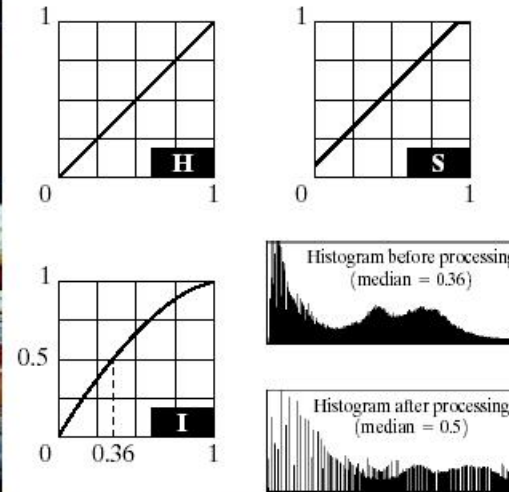 1
H
0
1
1
S
0
1
1
0.5
I
0
0.36
1
Histogram before processing
(median = 0.36)
Histogram after processing
(median = 0.5)